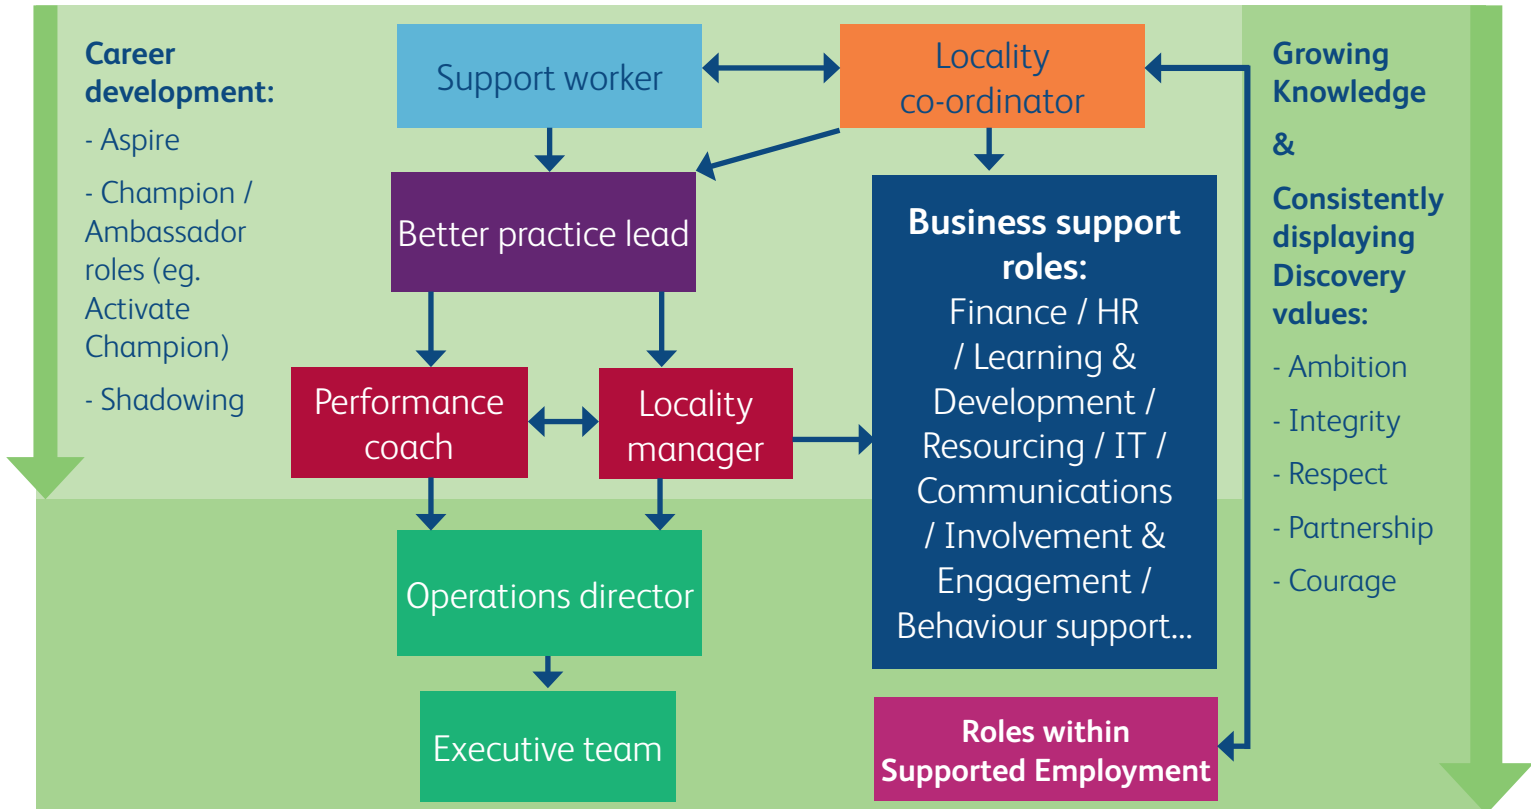 Career
development:
- Aspire
- Champion /
Ambassador
roles (eg.
Activate
Champion)
- Shadowing
Support worker
Locality
co-ordinator
Better practice lead
Performance
coach
Locality
manager
Operations director
Executive team
Business support
roles:
Finance / HR
/ Learning &
Development /
Resourcing / IT /
Communications
/ Involvement &
Engagement /
Behaviour support...
Roles within
Supported Employment
Growing
Knowledge
&
Consistently
displaying
Discovery
values:
- Ambition
- Integrity
- Respect
- Partnership
- Courage